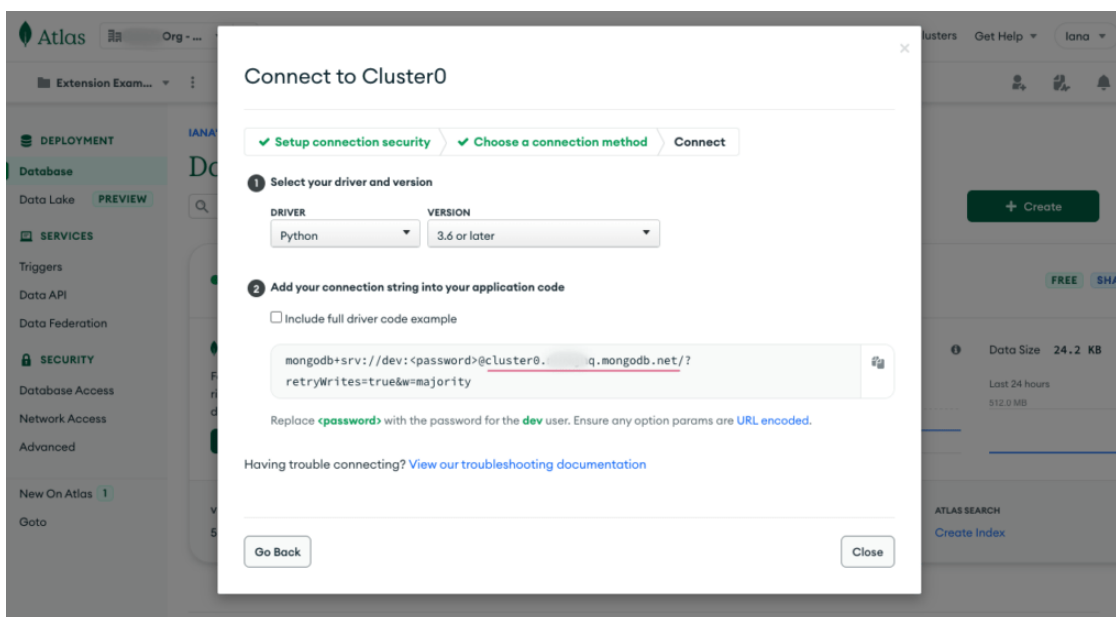 Atlas
Org - ...
lusters
Get Help
Iana
Extension Exam...
IANA
DEPLOYMENT
Database
Data Lake PREVIEW
SERVICES
Triggers
Data API
Data Federation
SECURITY
Database Access
Network Access
Advanced
New On Atlas 1
Goto
Connect to Cluster0
Setup connection security
Choose a connection method
Connect
1 Select your driver and version
DRIVER VERSION
Python 3.6 or later
2 Add your connection string into your application code
Include full driver code example
mongodb+srv://dev:<password>@cluster0. q.mongodb.net/?
retryWrites=true&w=majority
Replace <password> with the password for the dev user. Ensure any option params are URL encoded.
Having trouble connecting? View our troubleshooting documentation
Go Back
Close
+ Create
FREE SHA
Data Size 24.2 KB
Last 24 hours
512.0 MB
ATLAS SEARCH
Create Index